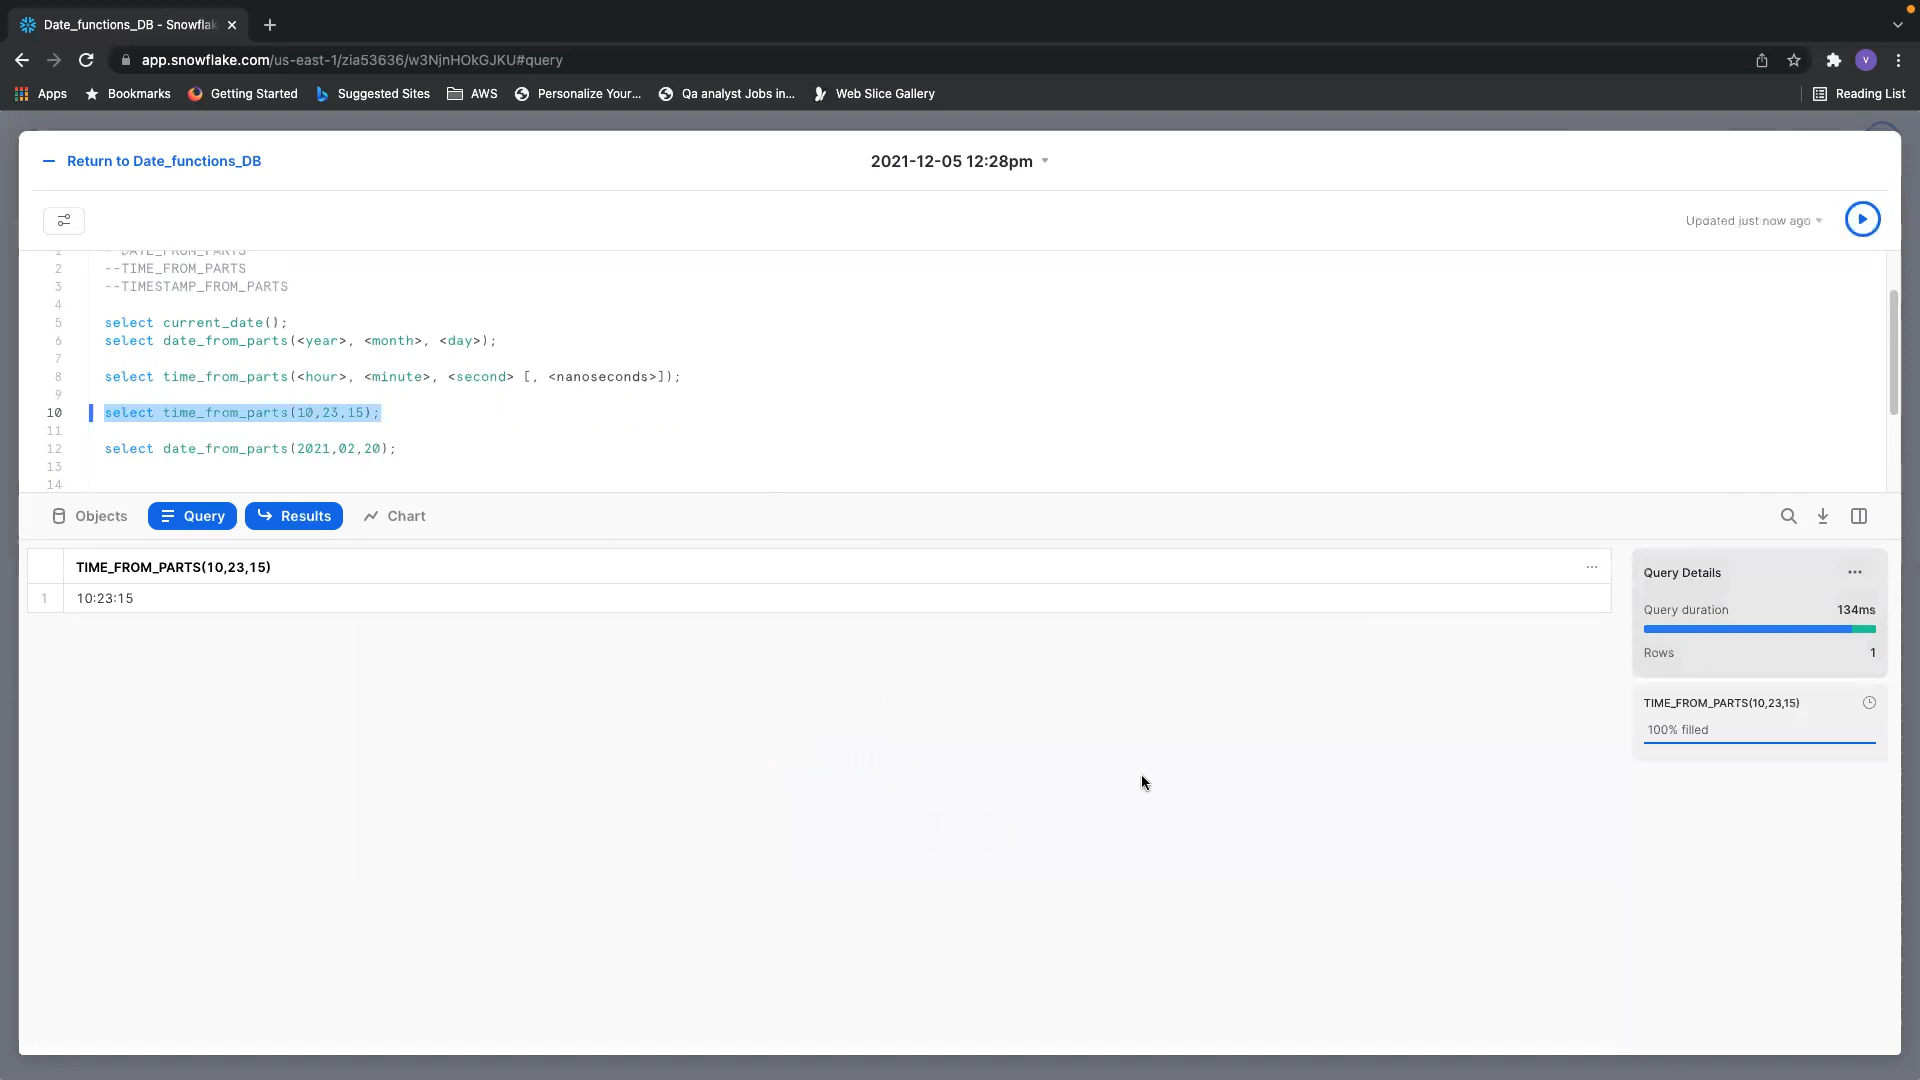 Date_functions_DB - Snowflak
app.snowflake.com/us-east-1/zia53636/w3NjnHOkGJKU#query
V
Apps
Bookmarks
Getting Started
Suggested Sites
AWS
Personalize Your...
Qa analyst Jobs in...
Web Slice Gallery
Reading List
Return to Date_functions_DB
2021-12-05 12:28pm
Updated just now ago
1 --DATE_FROM_PARTS
2 --TIME_FROM_PARTS
3 --TIMESTAMP_FROM_PARTS
4
5 select current_date();
6 select date_from_parts(<year>, <month>, <day>);
7
8 select time_from_parts(<hour>, <minute>, <second> [, <nanoseconds>]);
9
10 select time_from_parts(10,23,15);
11
12 select date_from_parts(2021,02,20);
13
14
Objects
Query
Results
Chart
TIME_FROM_PARTS(10,23,15)
...
1 10:23:15
Query Details
...
Query duration 134ms
Rows 1
TIME_FROM_PARTS(10,23,15)
100% filled